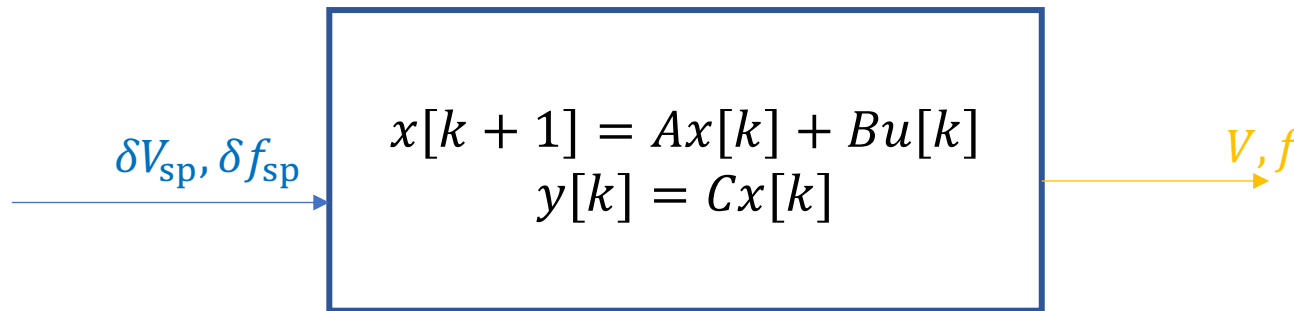 δV_sp, δf_sp
x[k + 1] = Ax[k] + Bu[k]
y[k] = Cx[k]
V, f